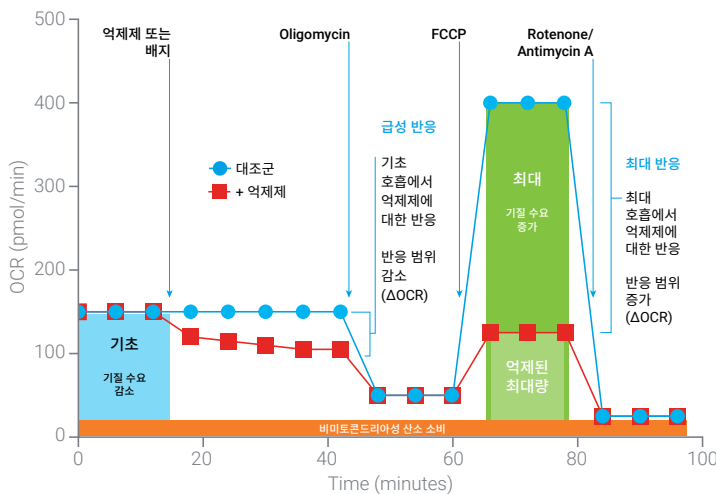 억제제 또는
배지
Oligomycin
FCCP
Rotenone/
Antimycin A
500
400
300
200
100
0
OCR (pmol/min)
대조군
+ 억제제
급성 반응
기초
호흡에서
억제제에
대한 반응
반응 범위
감소
(ΔOCR)
최대
기질 수요
증가
최대 반응
최대
호흡에서
억제제에
대한 반응
반응 범위
증가
(ΔOCR)
기초
기질 수요
감소
억제된
최대량
비미토콘드리아성 산소 소비
0
20
40
60
80
100
Time (minutes)